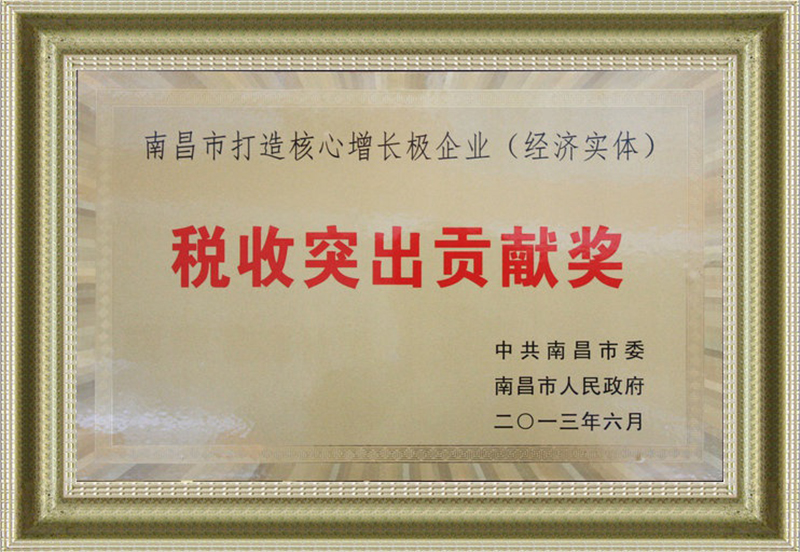 南昌市打造核心增长极企业（经济实体）
税收突出贡献奖
中共南昌市委
南昌市人民政府
二〇一三年六月